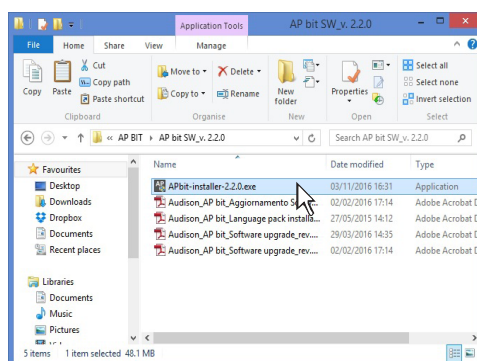 Application Tools
AP bit SW_v. 2.2.0
File Home Share View Manage
Copy
Paste
Cut
Copy path
Paste shortcut
Clipboard
Move to
Copy to
Delete
Rename
Organise
New folder
New
Properties
Open
Select all
Select none
Invert selection
Select
« AP BIT AP bit SW_v. 2.2.0
Search AP bit SW_v. 2.2.0
Favourites
Desktop
Downloads
Dropbox
Documents
Recent places
Libraries
Documents
Music
Pictures
Name Date modified Type
APbit-installer-2.2.0.exe 03/11/2016 16:31 Application
Audison_AP bit_Aggiornamento 02/02/2016 17:14 Adobe Acrobat D
Audison_AP bit_Language pack installa... 27/05/2015 14:12 Adobe Acrobat D
Audison_AP bit_Software upgrade_rev.... 29/03/2016 14:35 Adobe Acrobat D
Audison_AP bit_Software upgrade_rev.... 02/02/2016 17:14 Adobe Acrobat D
5 items 1 item selected 48.1 MB